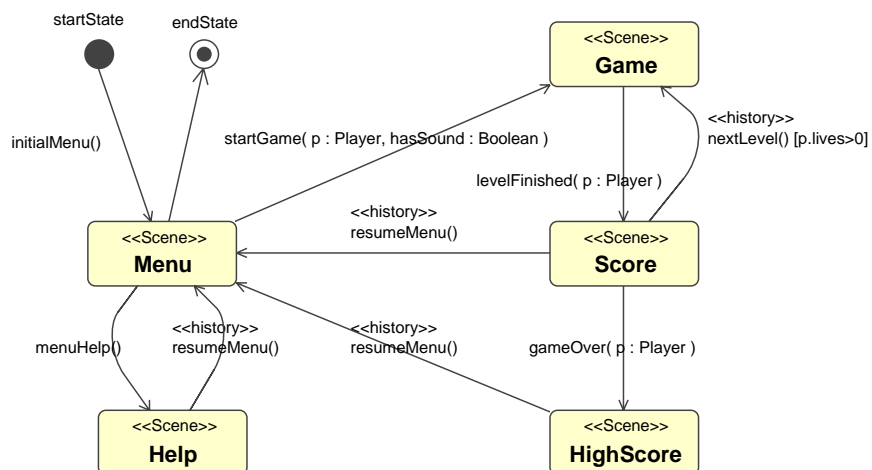 startState
endState
<<Scene>>
Game
<<history>>
nextLevel() [p.lives>0]
initialMenu()
startGame( p : Player, hasSound : Boolean )
levelFinished( p : Player )
<<history>>
resumeMenu()
<<Scene>>
Menu
<<Scene>>
Score
menuHelp()
<<history>>
resumeMenu()
<<history>>
resumeMenu()
gameOver( p : Player )
<<Scene>>
Help
<<Scene>>
HighScore